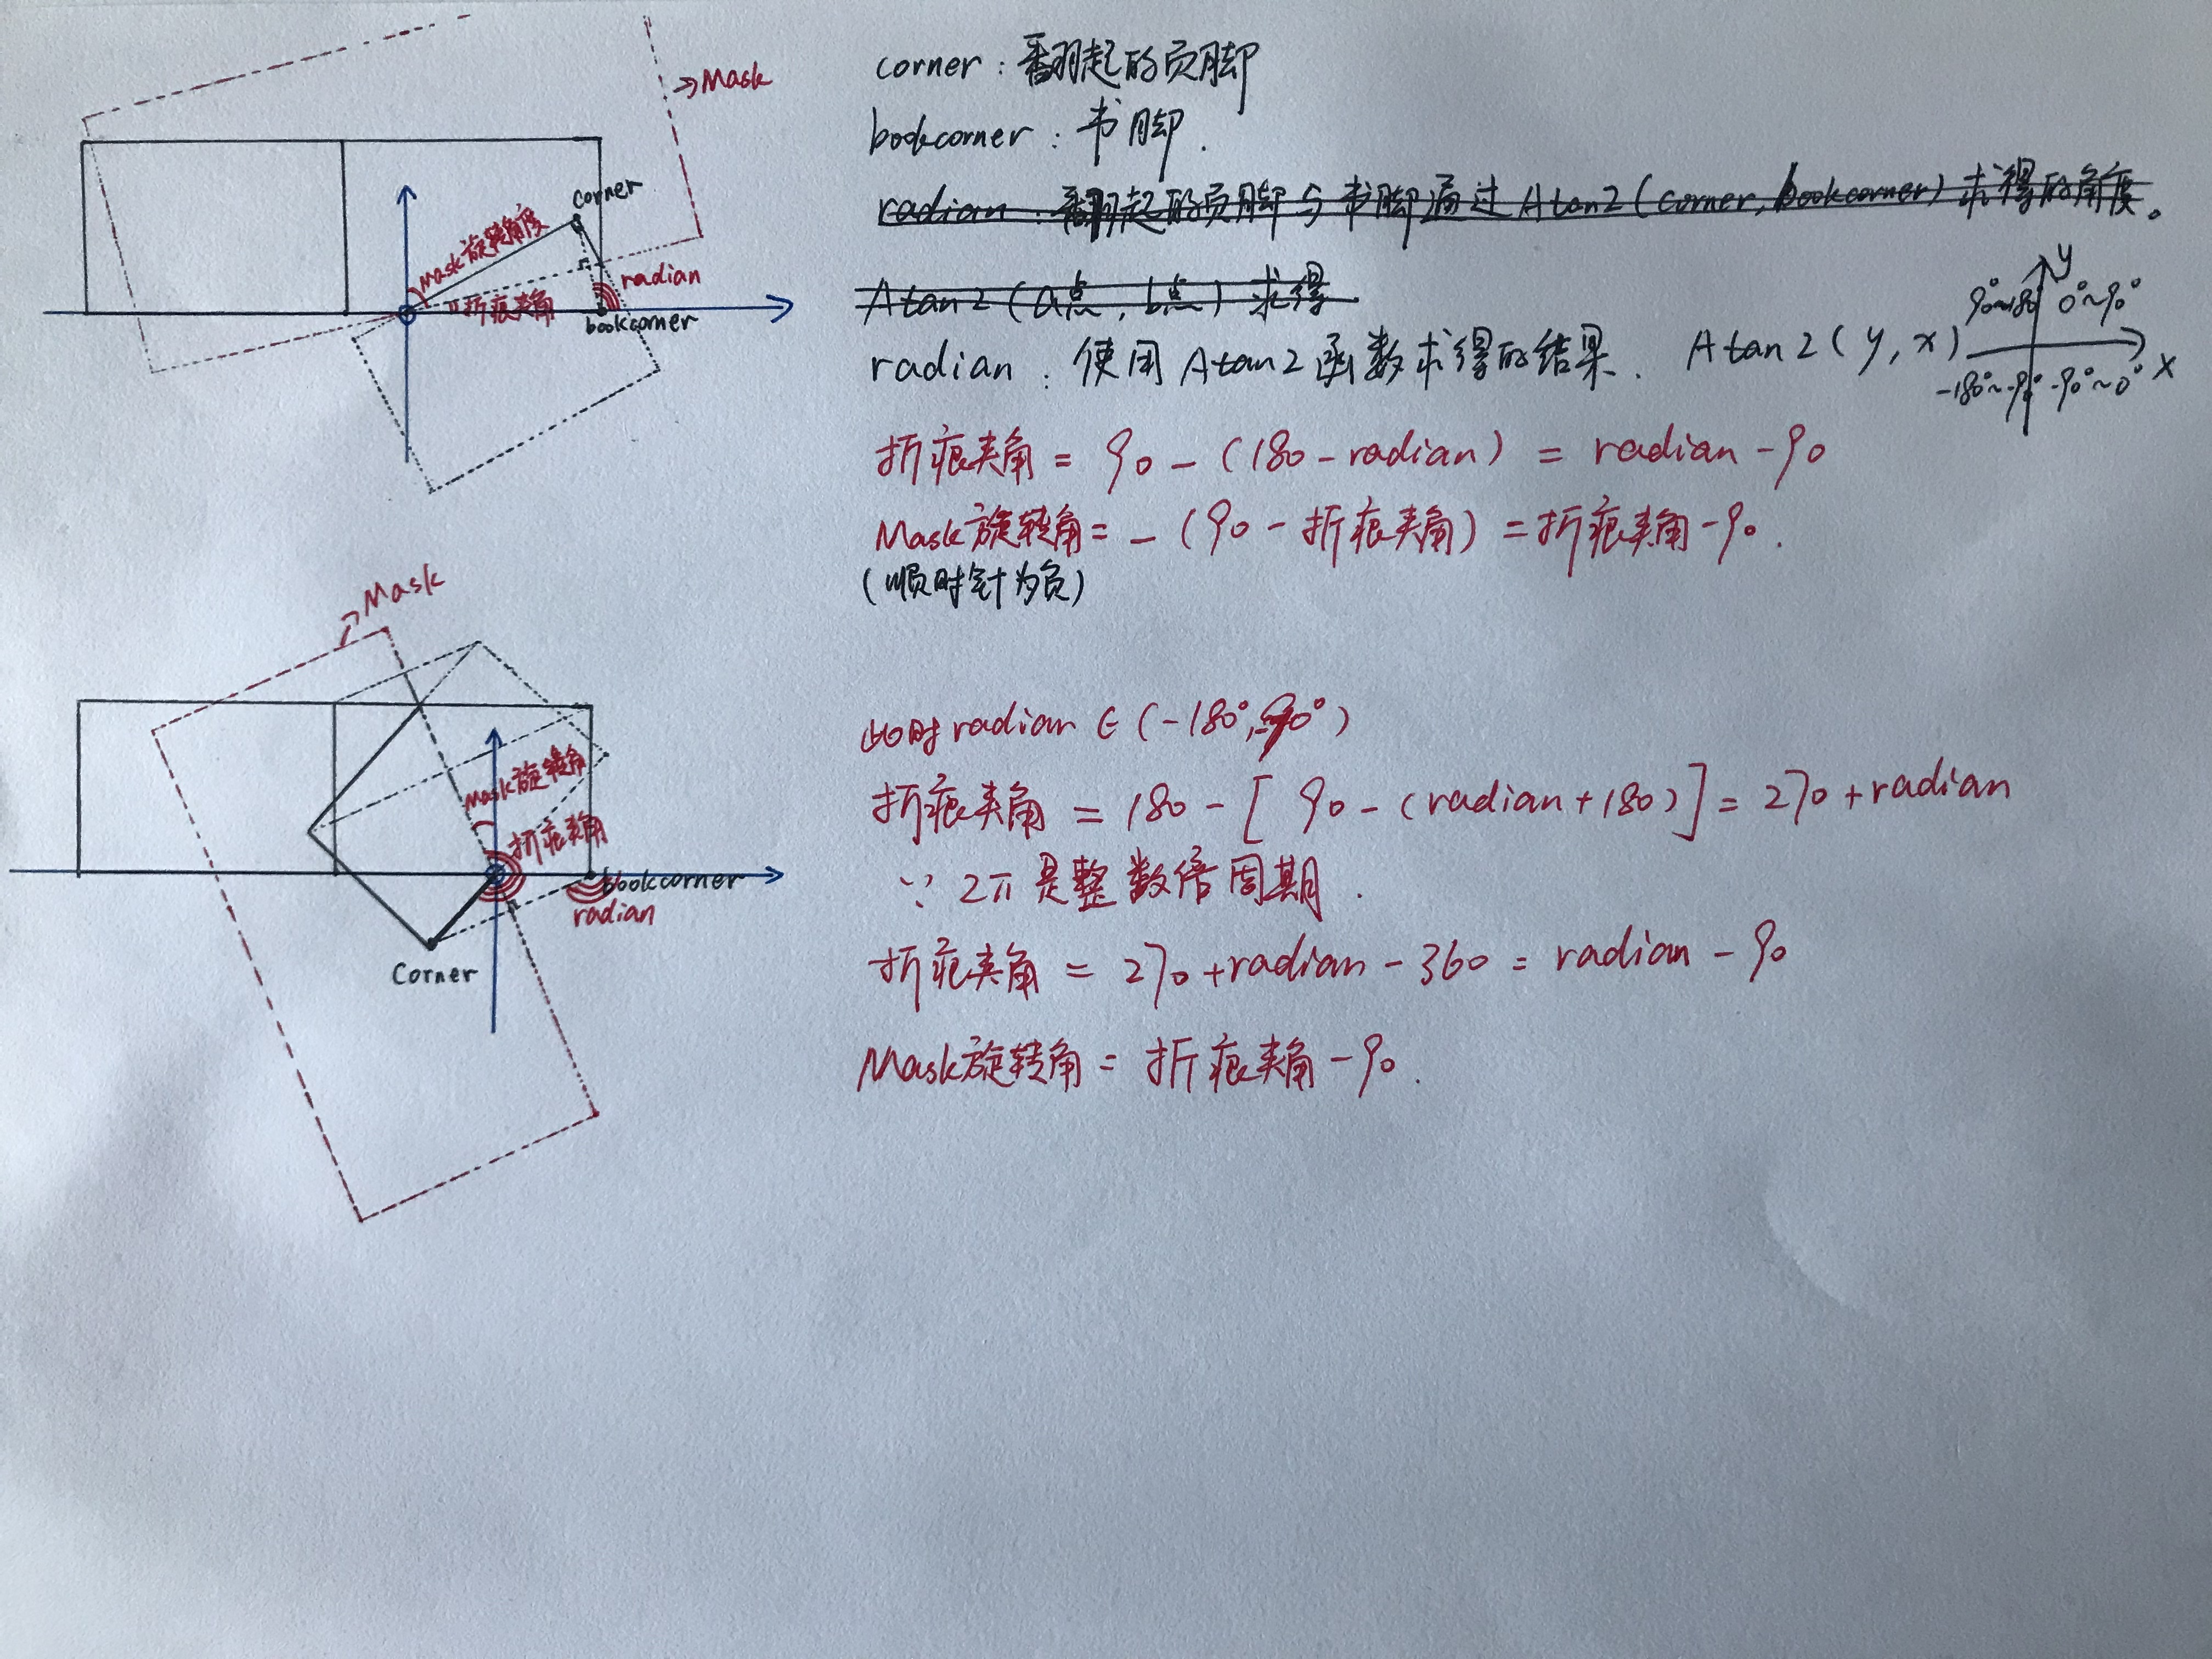 →Mask
corner
Mask旋转角度
折痕夹角
radian
bookcorner
corner：翻起的页脚
bookcorner：书脚.
radian：翻起的页脚与书脚通过Atan2(corner,bookcorner)求得的角度。
Atan2(a点,b点)求得
radian：使用Atan2函数求得的结果. Atan2(y,x)
y
90°~180° 0°~90°
-180°~-90° -90°~0° x
折痕夹角 = 90 - (180 - radian) = radian - 90
Mask旋转角 = - (90 - 折痕夹角) = 折痕夹角 - 90.
(顺时针为负)
→Mask
Mask旋转角
折痕夹角
bookcorner
radian
Corner
此时radian ∈ (-180°,-90°)
折痕夹角 = 180 - [90 - (radian + 180)] = 270 + radian
∵ 2π是整数倍周期.
折痕夹角 = 270 + radian - 360 = radian - 90
Mask旋转角 = 折痕夹角 - 90.